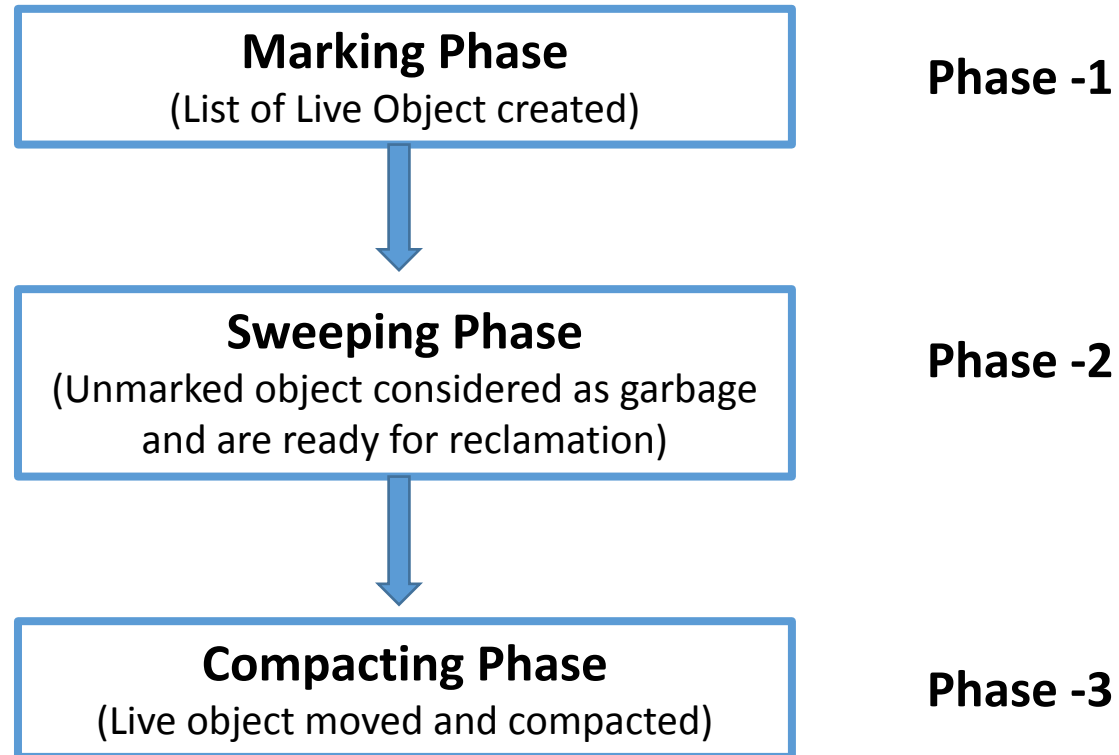 Marking Phase
(List of Live Object created)
Phase -1
Sweeping Phase
(Unmarked object considered as garbage
and are ready for reclamation)
Phase -2
Compacting Phase
(Live object moved and compacted)
Phase -3